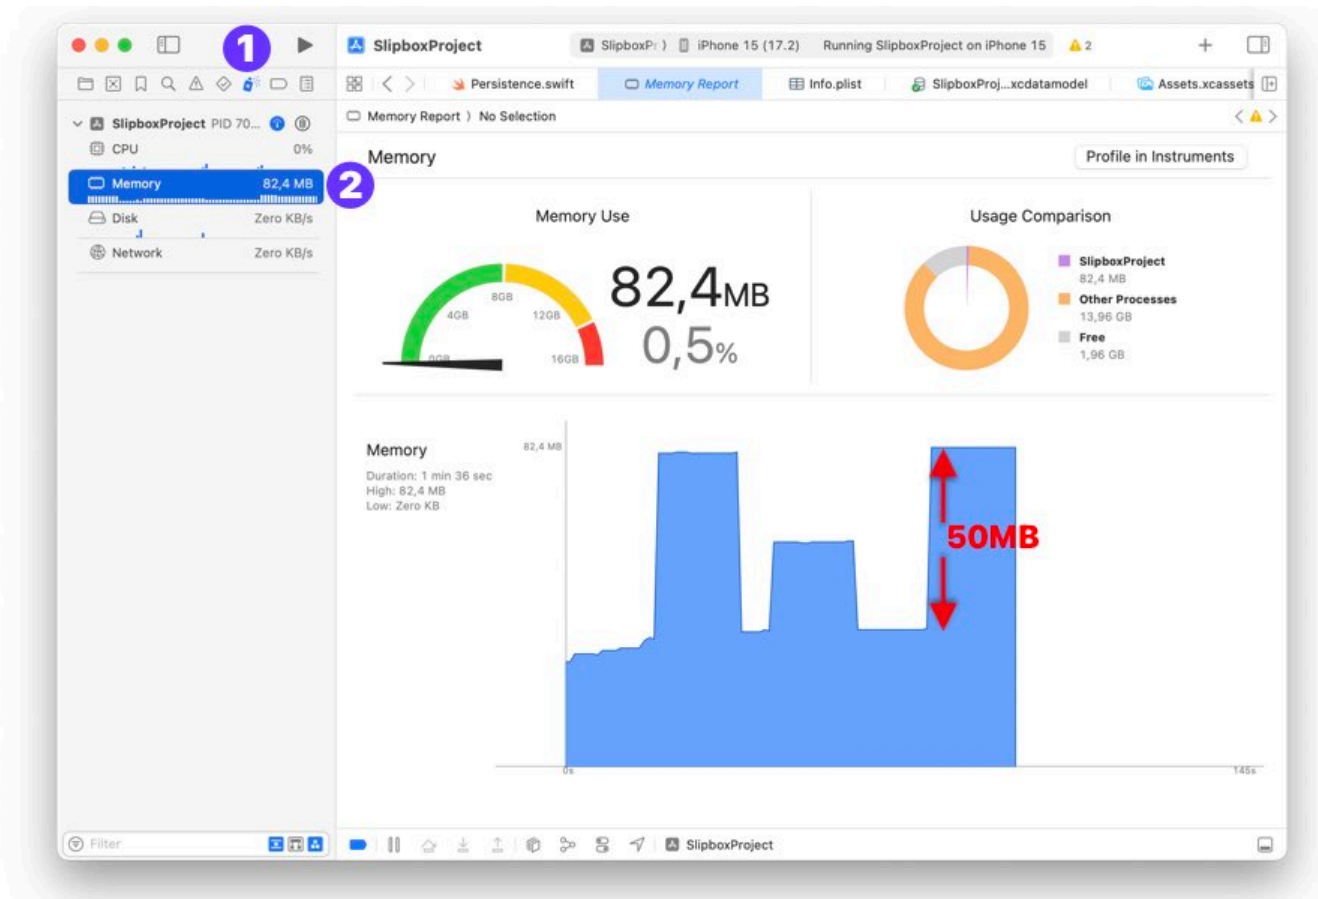 1
SlipboxProject
SlipboxPr ⟩ iPhone 15 (17.2) Running SlipboxProject on iPhone 15 2
Persistence.swift Memory Report Info.plist SlipboxProj...xcdatamodel Assets.xcassets
SlipboxProject PID 70... 
CPU 0%
Memory 82,4 MB
2
Disk Zero KB/s
Network Zero KB/s
Memory Report ⟩ No Selection
Memory
Profile in Instruments
Memory Use
0GB
4GB
8GB
12GB
16GB
82,4MB
0,5%
Usage Comparison
SlipboxProject
82,4 MB
Other Processes
13,96 GB
Free
1,96 GB
Memory
Duration: 1 min 36 sec
High: 82,4 MB
Low: Zero KB
82,4 MB
50MB
0s
145s
Filter
SlipboxProject